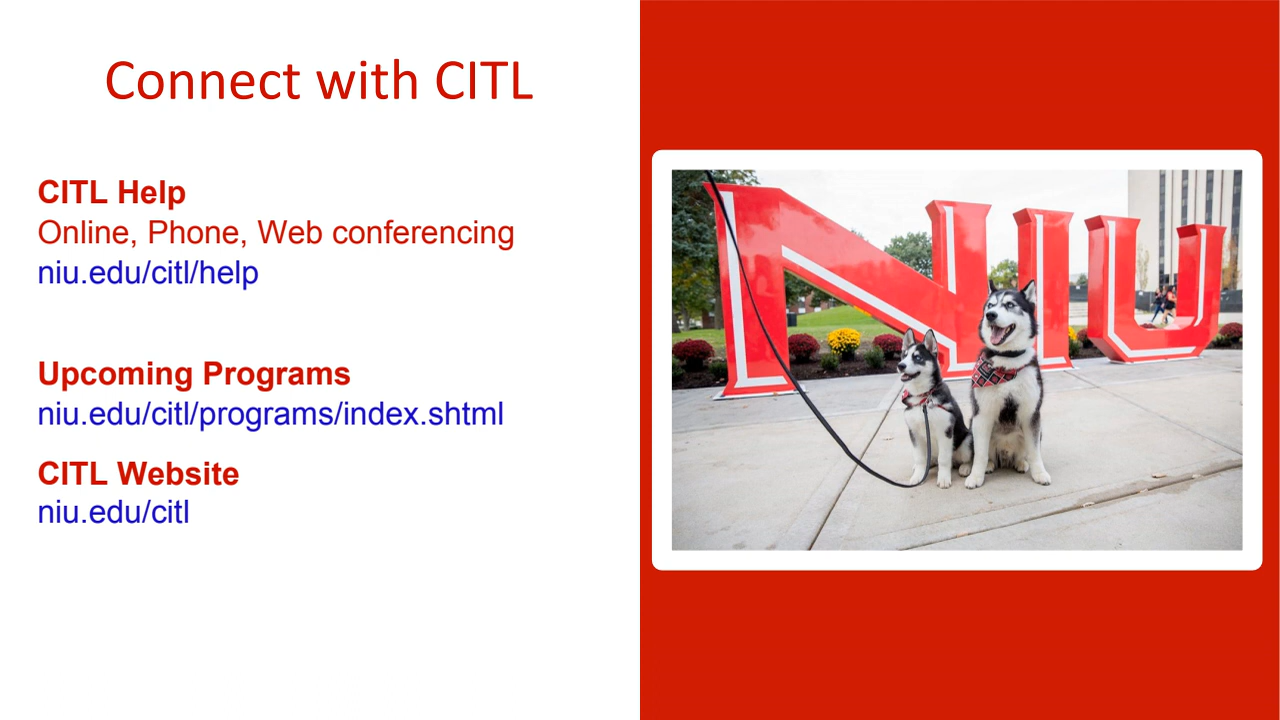 Connect with CITL
CITL Help
Online, Phone, Web conferencing
niu.edu/citl/help
Upcoming Programs
niu.edu/citl/programs/index.shtml
CITL Website
niu.edu/citl
NIU